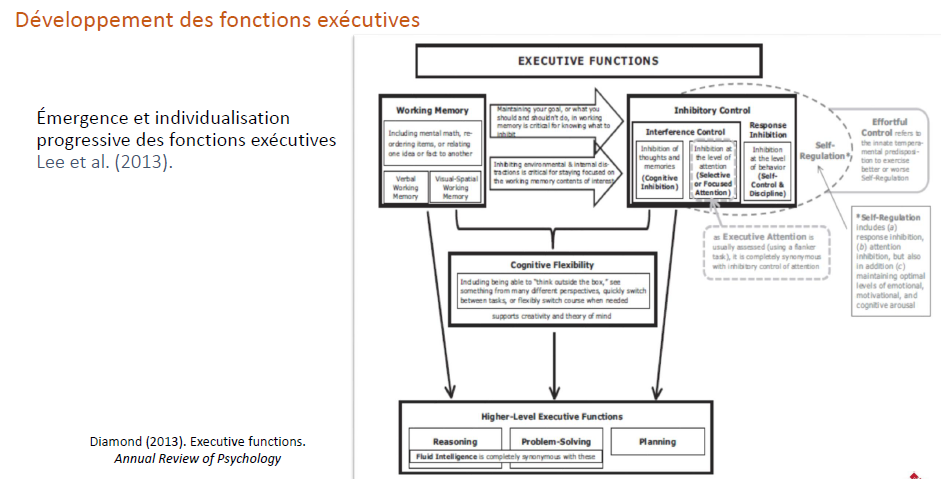 Développement des fonctions exécutives
Émergence et individualisation
progressive des fonctions exécutives
Lee et al. (2013).
Diamond (2013). Executive functions.
Annual Review of Psychology
EXECUTIVE FUNCTIONS
Working Memory
Including mental math, re-
ordering items, or relating
one idea or fact to another
Verbal
Working
Memory
Visual-Spatial
Working
Memory
Maintaining your goal, or what you
should and shouldn't do, in working
memory is critical for knowing what to
inhibit
Inhibiting environmental & internal dis-
tractions is critical for staying focused on
the working memory contents of interest
Inhibitory Control
Interference Control
Inhibition of
thoughts and
memories
(Cognitive
Inhibition)
Inhibition at
the level of
attention
(Selective
or Focused
Attention)
Response
Inhibition
Inhibition
at the level
of behavior
(Self-
Control &
Discipline)
Self-
Regulation*
Effortful
Control refers to
the innate tempera-
mental predisposi-
tion to exercise
better or worse
Self-Regulation
as Executive Attention is
usually assessed (using a flanker
task), it is completely synonymous
with inhibitory control of attention
*Self-Regulation
includes (a)
response inhibition,
(b) attention
inhibition, but also
in addition (c)
maintaining optimal
levels of emotional,
motivational, and
cognitive arousal
Cognitive Flexibility
Including being able to "think outside the box," see
something from many different perspectives, quickly switch
between tasks, or flexibly switch course when needed
supports creativity and theory of mind
Higher-Level Executive Functions
Reasoning
Problem-Solving
Planning
Fluid Intelligence is completely synonymous with these